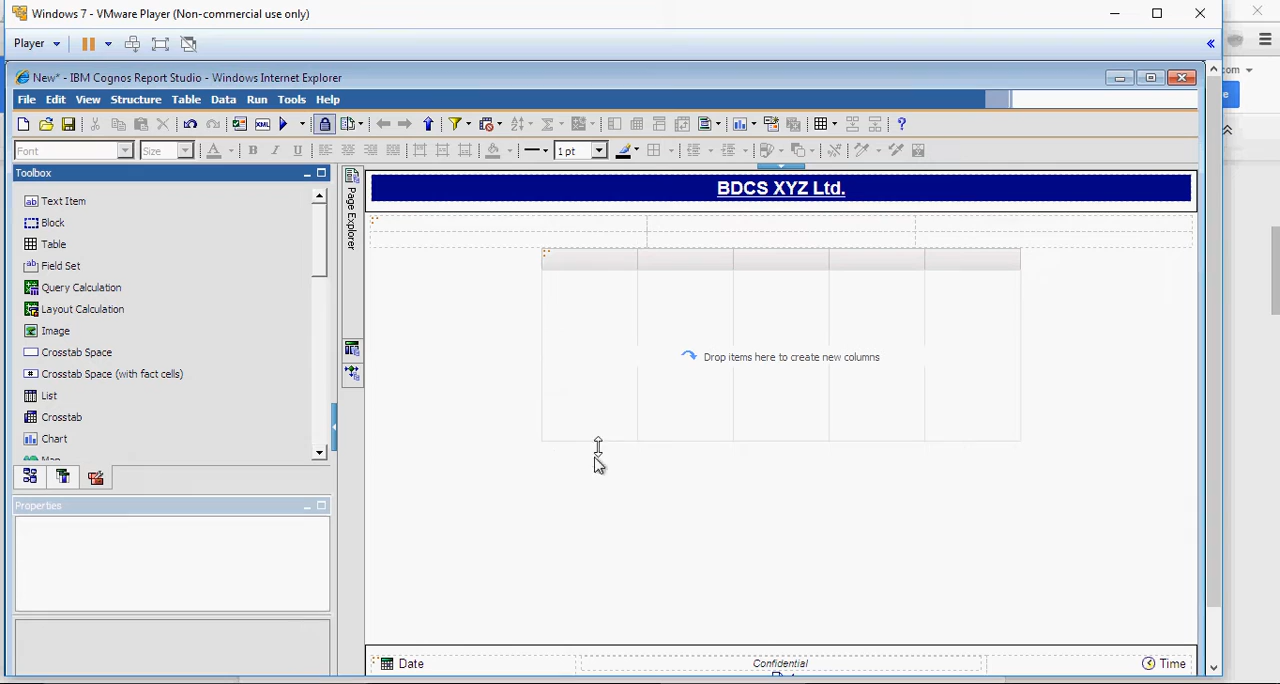 Windows 7 - VMware Player (Non-commercial use only)
Player
New* - IBM Cognos Report Studio - Windows Internet Explorer
com
File Edit View Structure Table Data Run Tools Help
Font Size 1 pt
Toolbox
BDCS XYZ Ltd.
Text Item
Block
Table
Field Set
Query Calculation
Layout Calculation
Image
Crosstab Space
Crosstab Space (with fact cells)
List
Crosstab
Chart
Page Explorer
Drop items here to create new columns
Properties
Date Confidential Time